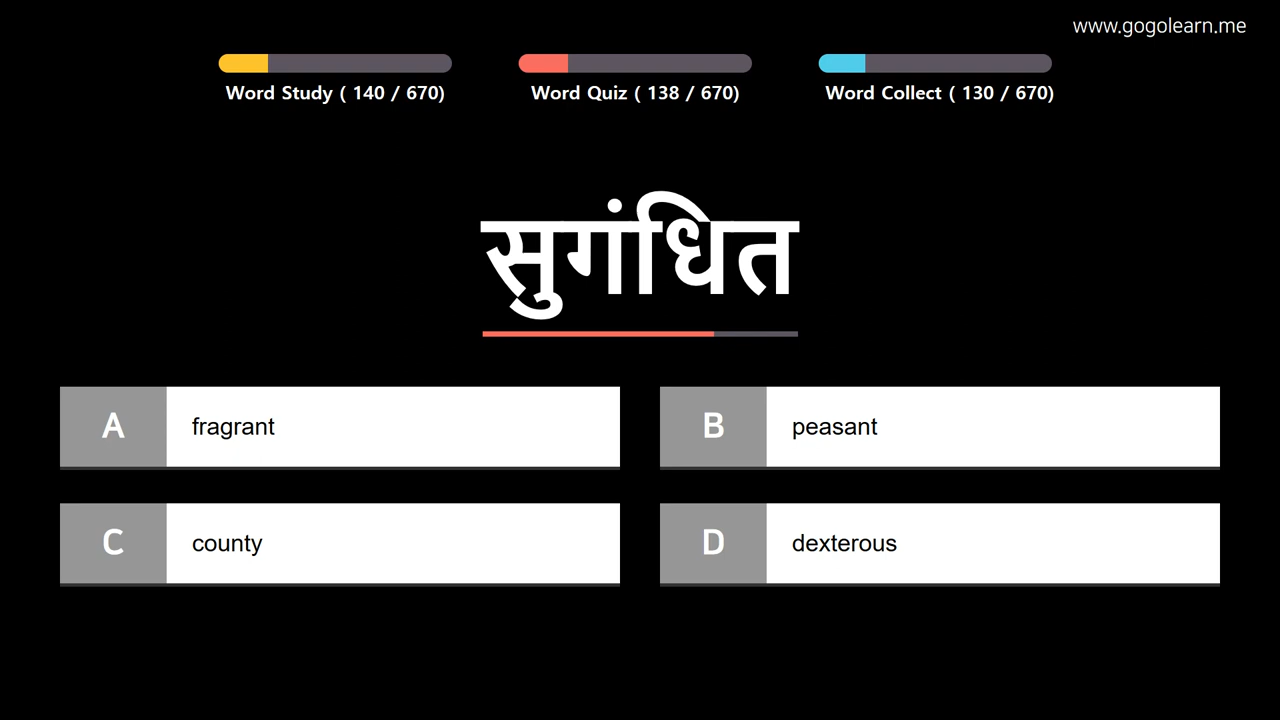 www.gogolearn.me
Word Study ( 140 / 670)
Word Quiz ( 138 / 670)
Word Collect ( 130 / 670)
सुगंधित
A fragrant
B peasant
C county
D dexterous